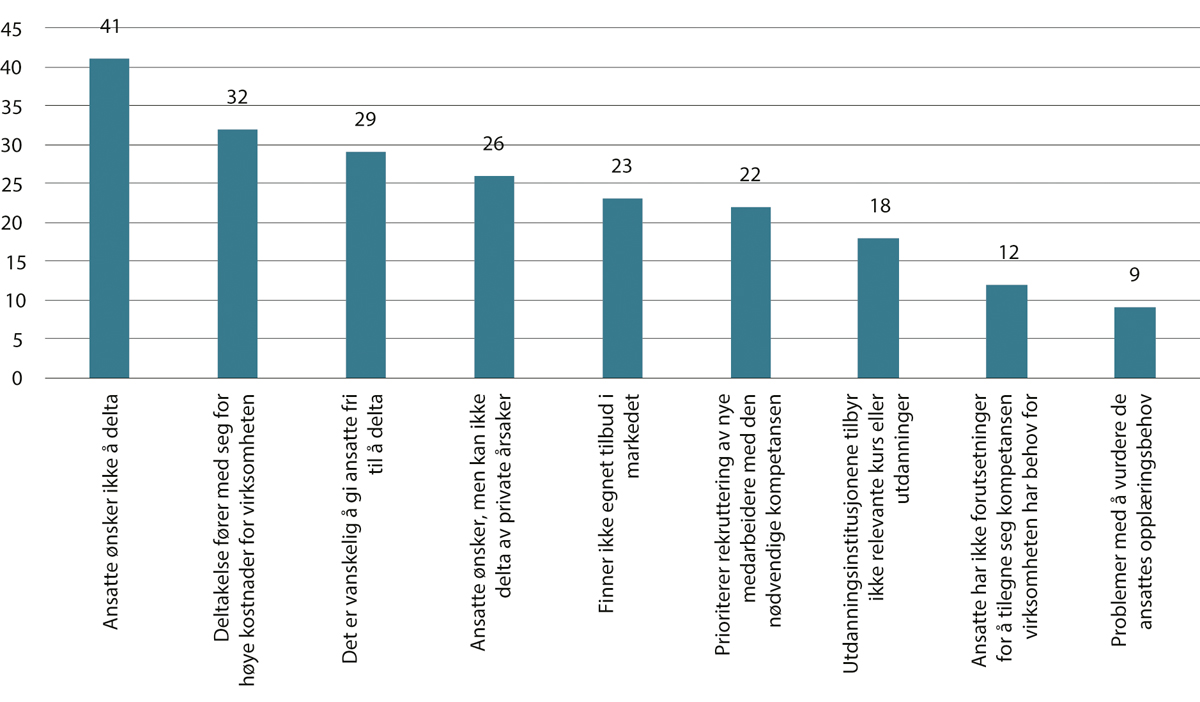 45
40
35
30
25
20
15
10
5
0
41
32
29
26
23
22
18
12
9
Ansatte ønsker ikke å delta
Deltakelse fører med seg for
høye kostnader for virksomheten
Det er vanskelig å gi ansatte fri
til å delta
Ansatte ønsker, men kan ikke
delta av private årsaker
Finner ikke egnet tilbud i
markedet
Prioriterer rekruttering av nye
medarbeidere med den
nødvendige kompetansen
Utdanningsinstitusjonene tilbyr
ikke relevante kurs eller
utdanninger
Ansatte har ikke forutsetninger
for å tilegne seg kompetansen
virksomheten har behov for
Problemer med å vurdere de
ansattes opplæringsbehov